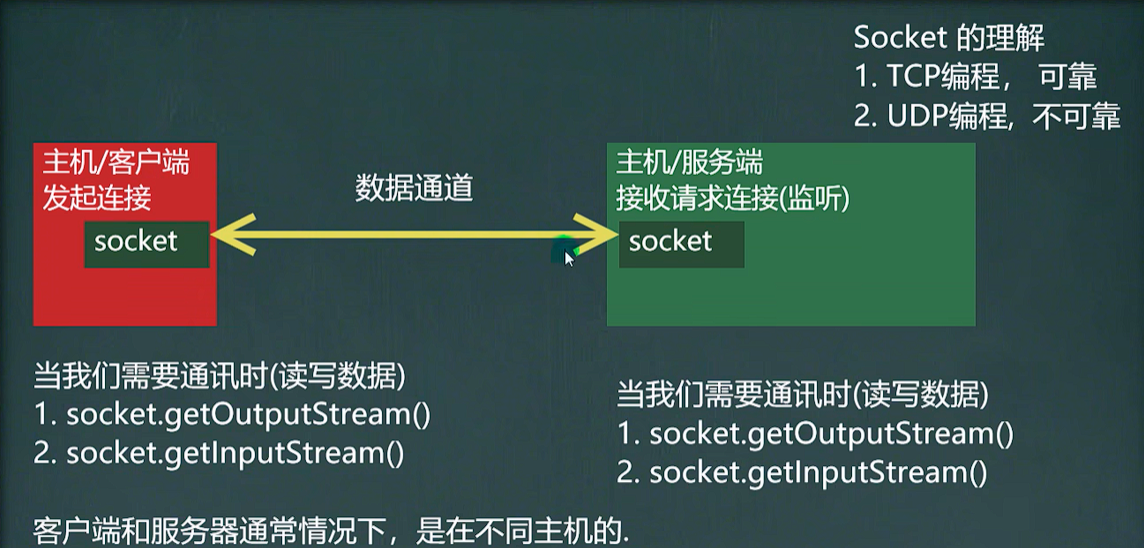 Socket 的理解
1. TCP编程， 可靠
2. UDP编程, 不可靠
主机/客户端
发起连接
socket
数据通道
主机/服务端
接收请求连接(监听)
socket
当我们需要通讯时(读写数据)
1. socket.getOutputStream()
2. socket.getInputStream()
当我们需要通讯时(读写数据)
1. socket.getOutputStream()
2. socket.getInputStream()
客户端和服务器通常情况下，是在不同主机的.